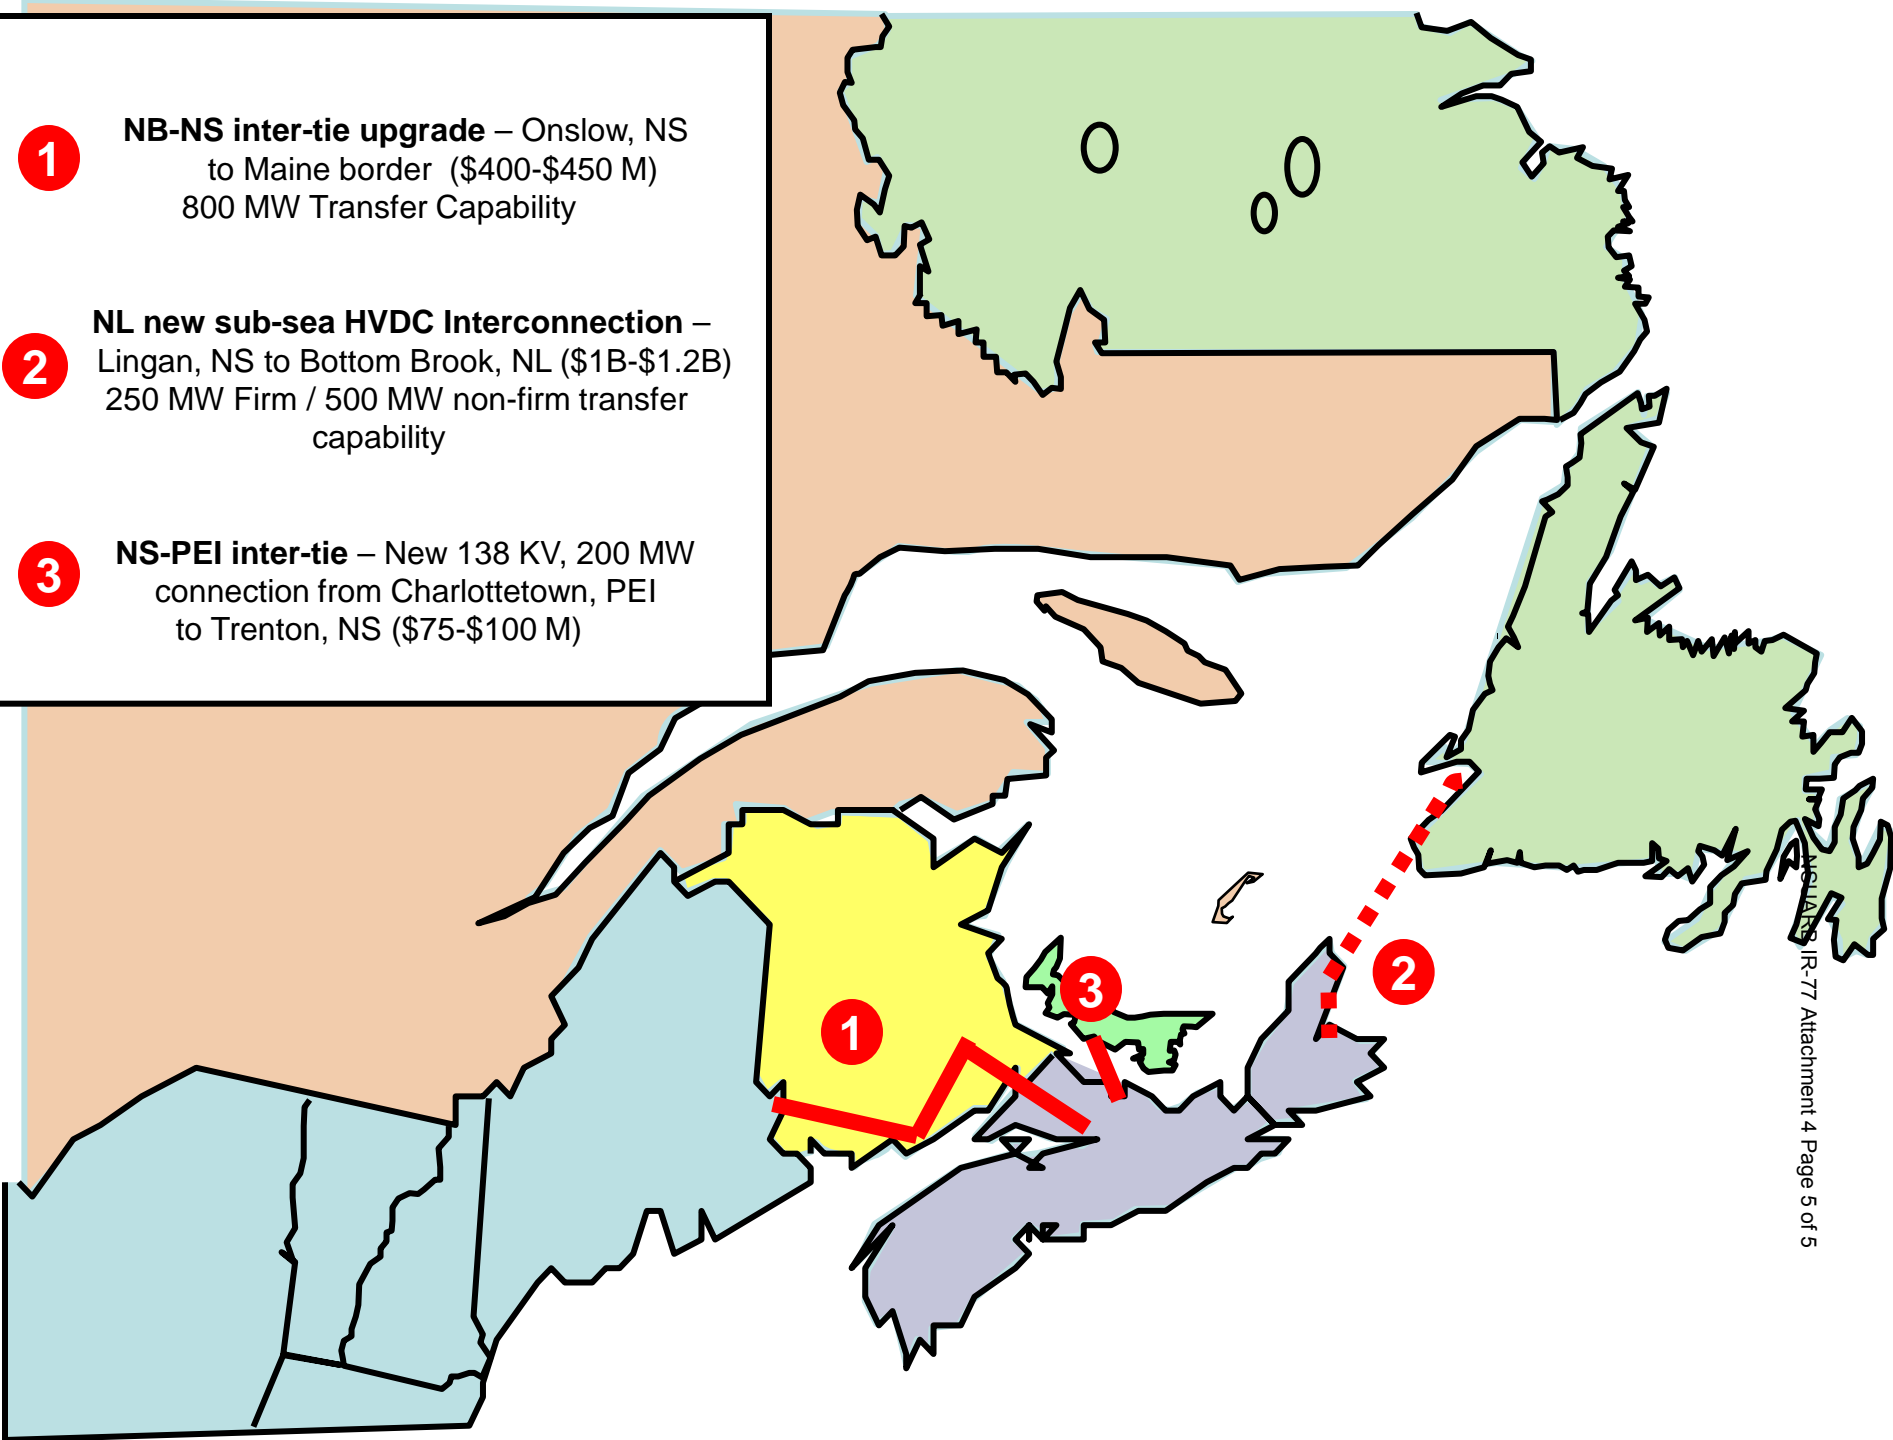 1
NB-NS inter-tie upgrade – Onslow, NS
to Maine border ($400-$450 M)
800 MW Transfer Capability
2
NL new sub-sea HVDC Interconnection –
Lingan, NS to Bottom Brook, NL ($1B-$1.2B)
250 MW Firm / 500 MW non-firm transfer
capability
3
NS-PEI inter-tie – New 138 KV, 200 MW
connection from Charlottetown, PEI
to Trenton, NS ($75-$100 M)
1
3
2
NSUARB IR-77 Attachment 4 Page 5 of 5